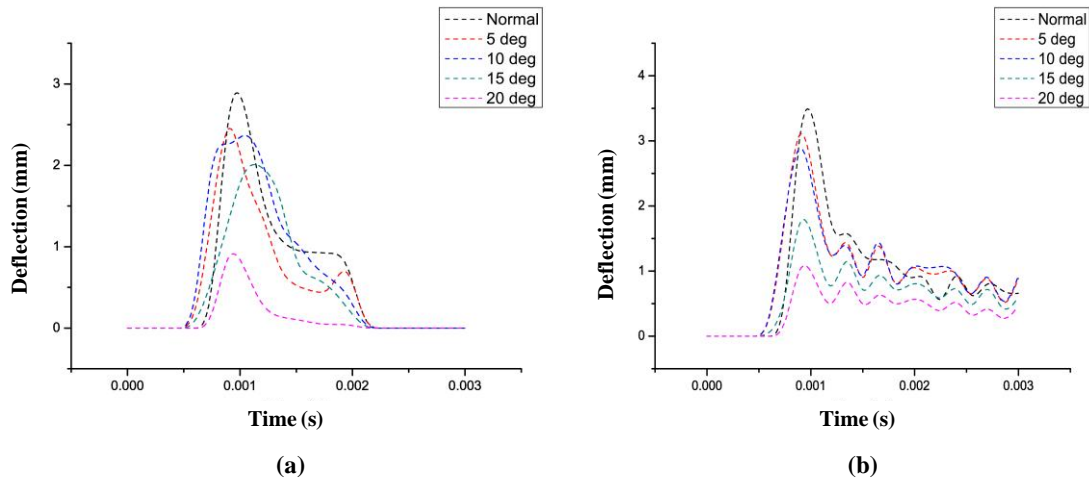 Normal
5 deg
10 deg
15 deg
20 deg
3
2
1
0
Deflection (mm)
0.000
0.001
0.002
0.003
Time (s)
(a)
Normal
5 deg
10 deg
15 deg
20 deg
4
3
2
1
0
Deflection (mm)
0.000
0.001
0.002
0.003
Time (s)
(b)